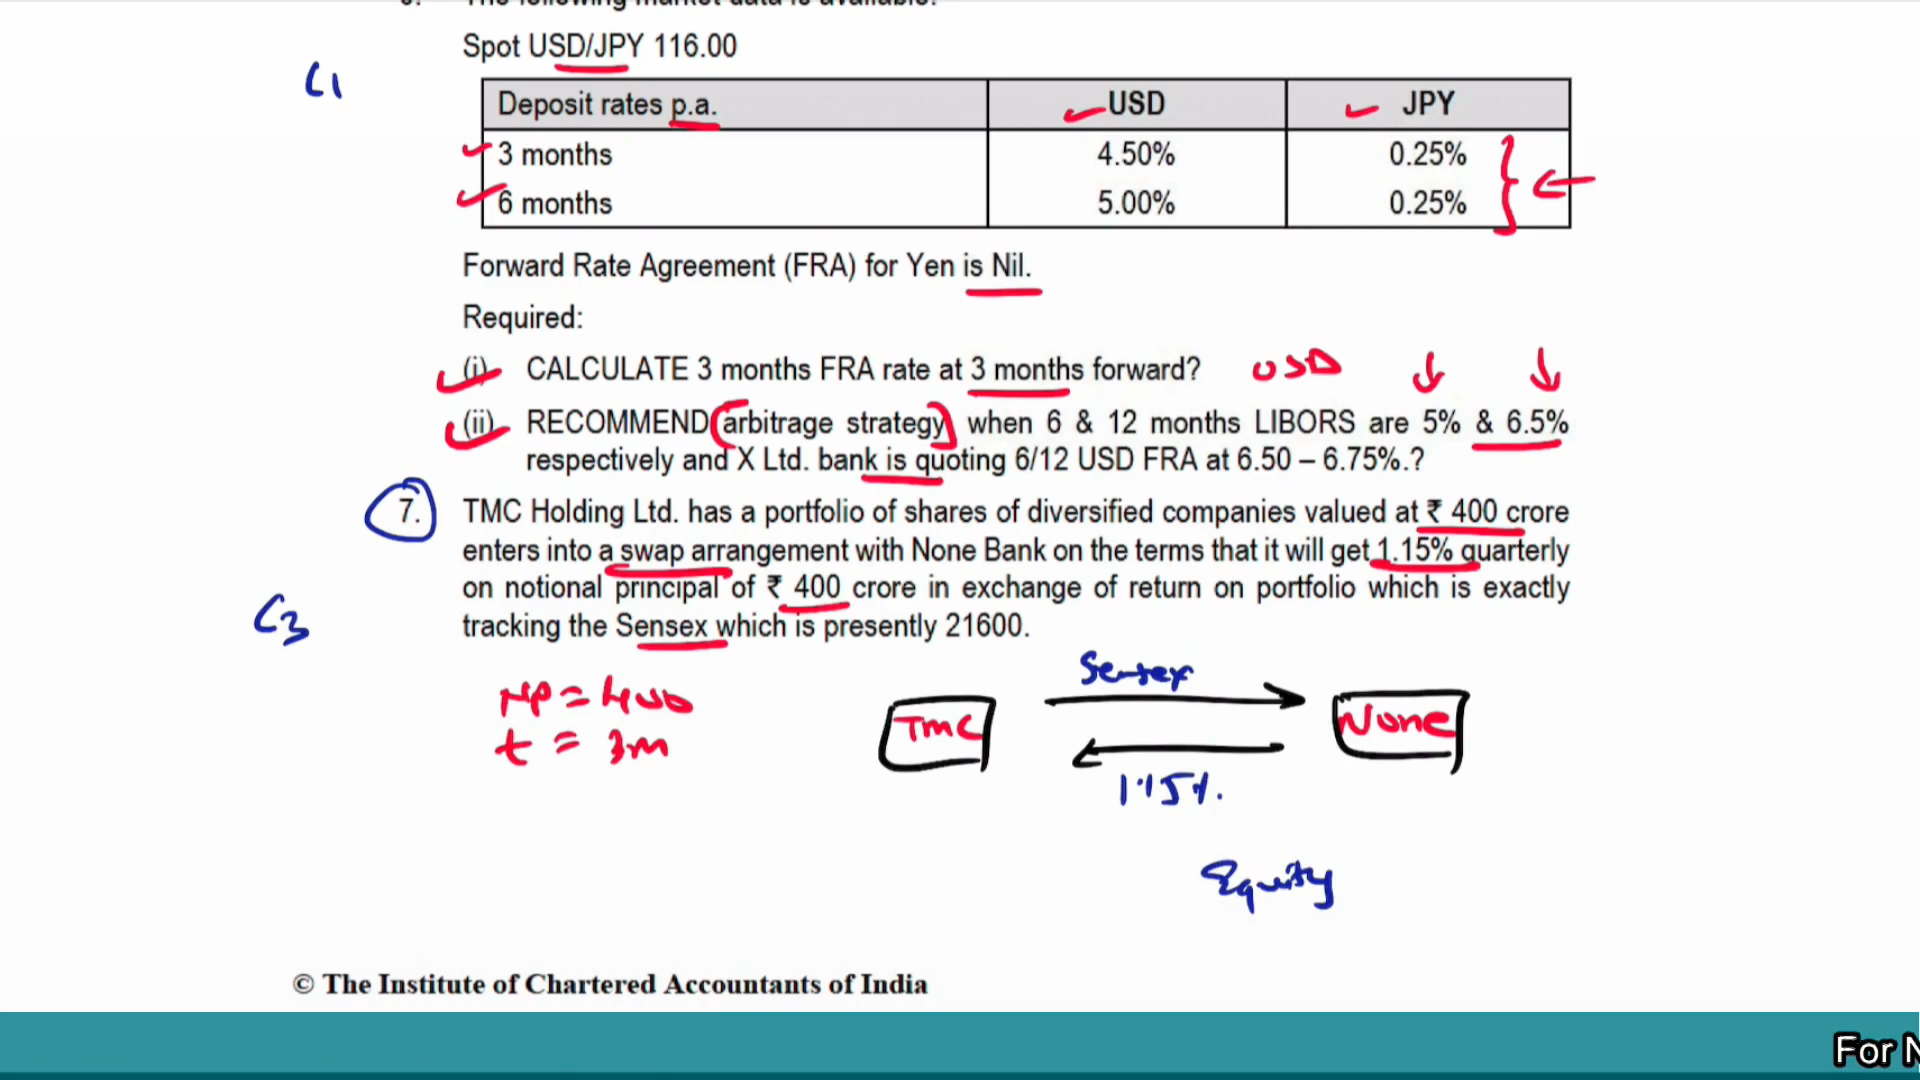 Spot USD/JPY 116.00
C1
Deposit rates p.a. USD JPY
3 months 4.50% 0.25%
6 months 5.00% 0.25%
Forward Rate Agreement (FRA) for Yen is Nil.
Required:
(i) CALCULATE 3 months FRA rate at 3 months forward? USD
(ii) RECOMMEND (arbitrage strategy) when 6 & 12 months LIBORS are 5% & 6.5%
respectively and X Ltd. bank is quoting 6/12 USD FRA at 6.50 – 6.75%.?
7. TMC Holding Ltd. has a portfolio of shares of diversified companies valued at ₹ 400 crore
enters into a swap arrangement with None Bank on the terms that it will get 1.15% quarterly
on notional principal of ₹ 400 crore in exchange of return on portfolio which is exactly
C3
tracking the Sensex which is presently 21600.
Sensex
NP = 400
TMC None
t = 3m
1.15%.
Equity
© The Institute of Chartered Accountants of India
For N